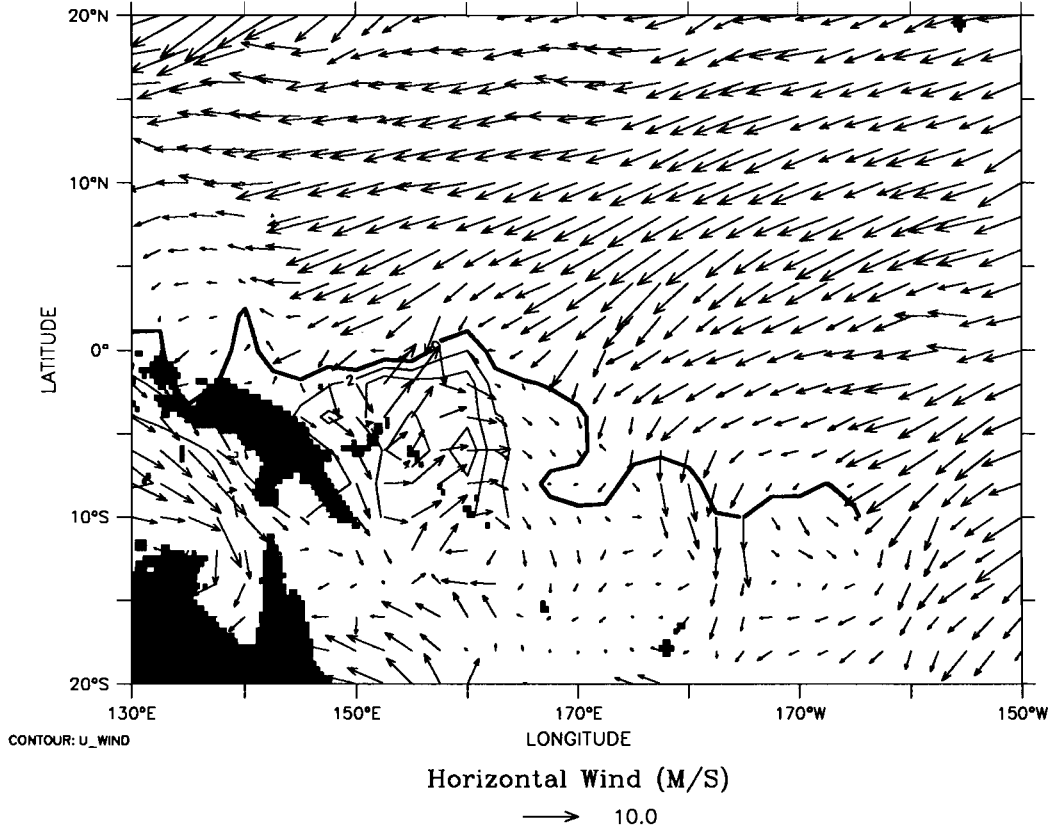 20°N
10°N
LATITUDE
0°
2
10°S
20°S
130°E
150°E
170°E
170°W
150°W
CONTOUR: U_WIND
LONGITUDE
Horizontal Wind (M/S)
10.0